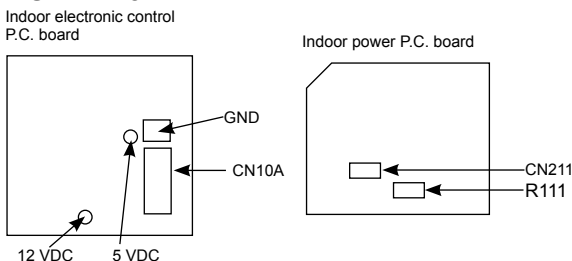 Indoor electronic control
P.C. board
GND
CN10A
12 VDC
5 VDC
Indoor power P.C. board
CN211
R111